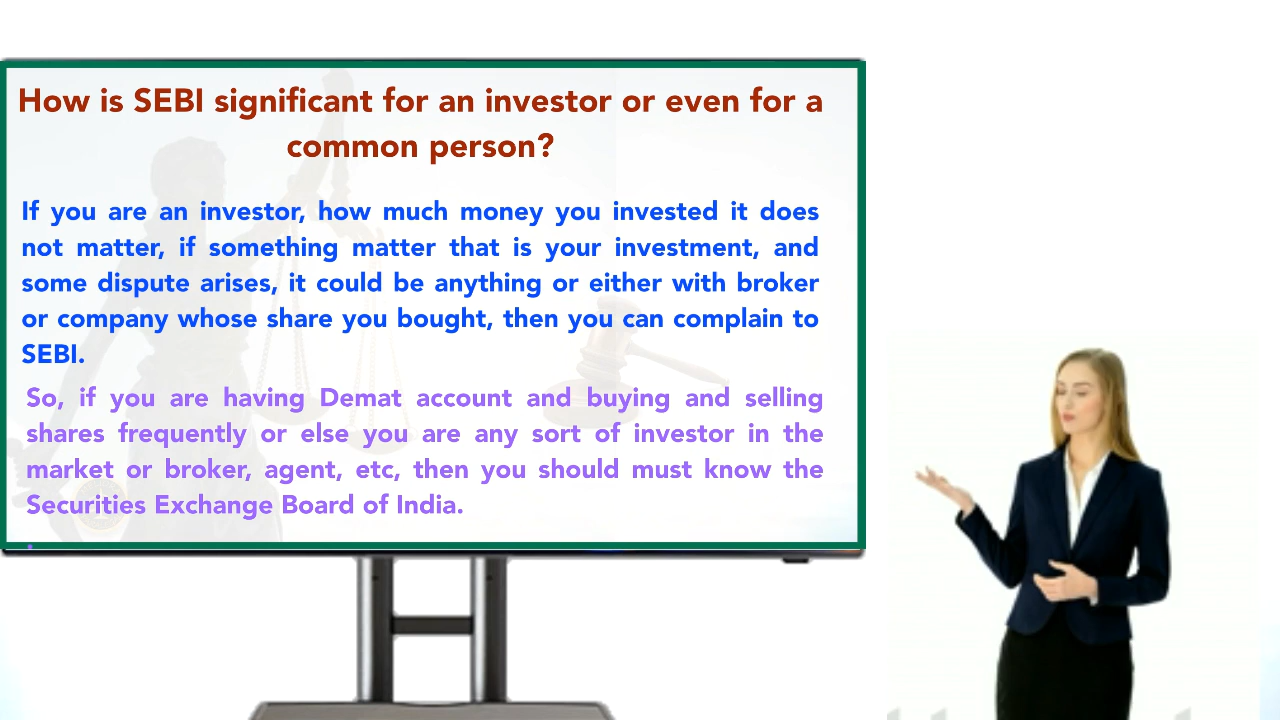 How is SEBI significant for an investor or even for a
common person?
If you are an investor, how much money you invested it does
not matter, if something matter that is your investment, and
some dispute arises, it could be anything or either with broker
or company whose share you bought, then you can complain to
SEBI.
So, if you are having Demat account and buying and selling
shares frequently or else you are any sort of investor in the
market or broker, agent, etc, then you should must know the
Securities Exchange Board of India.